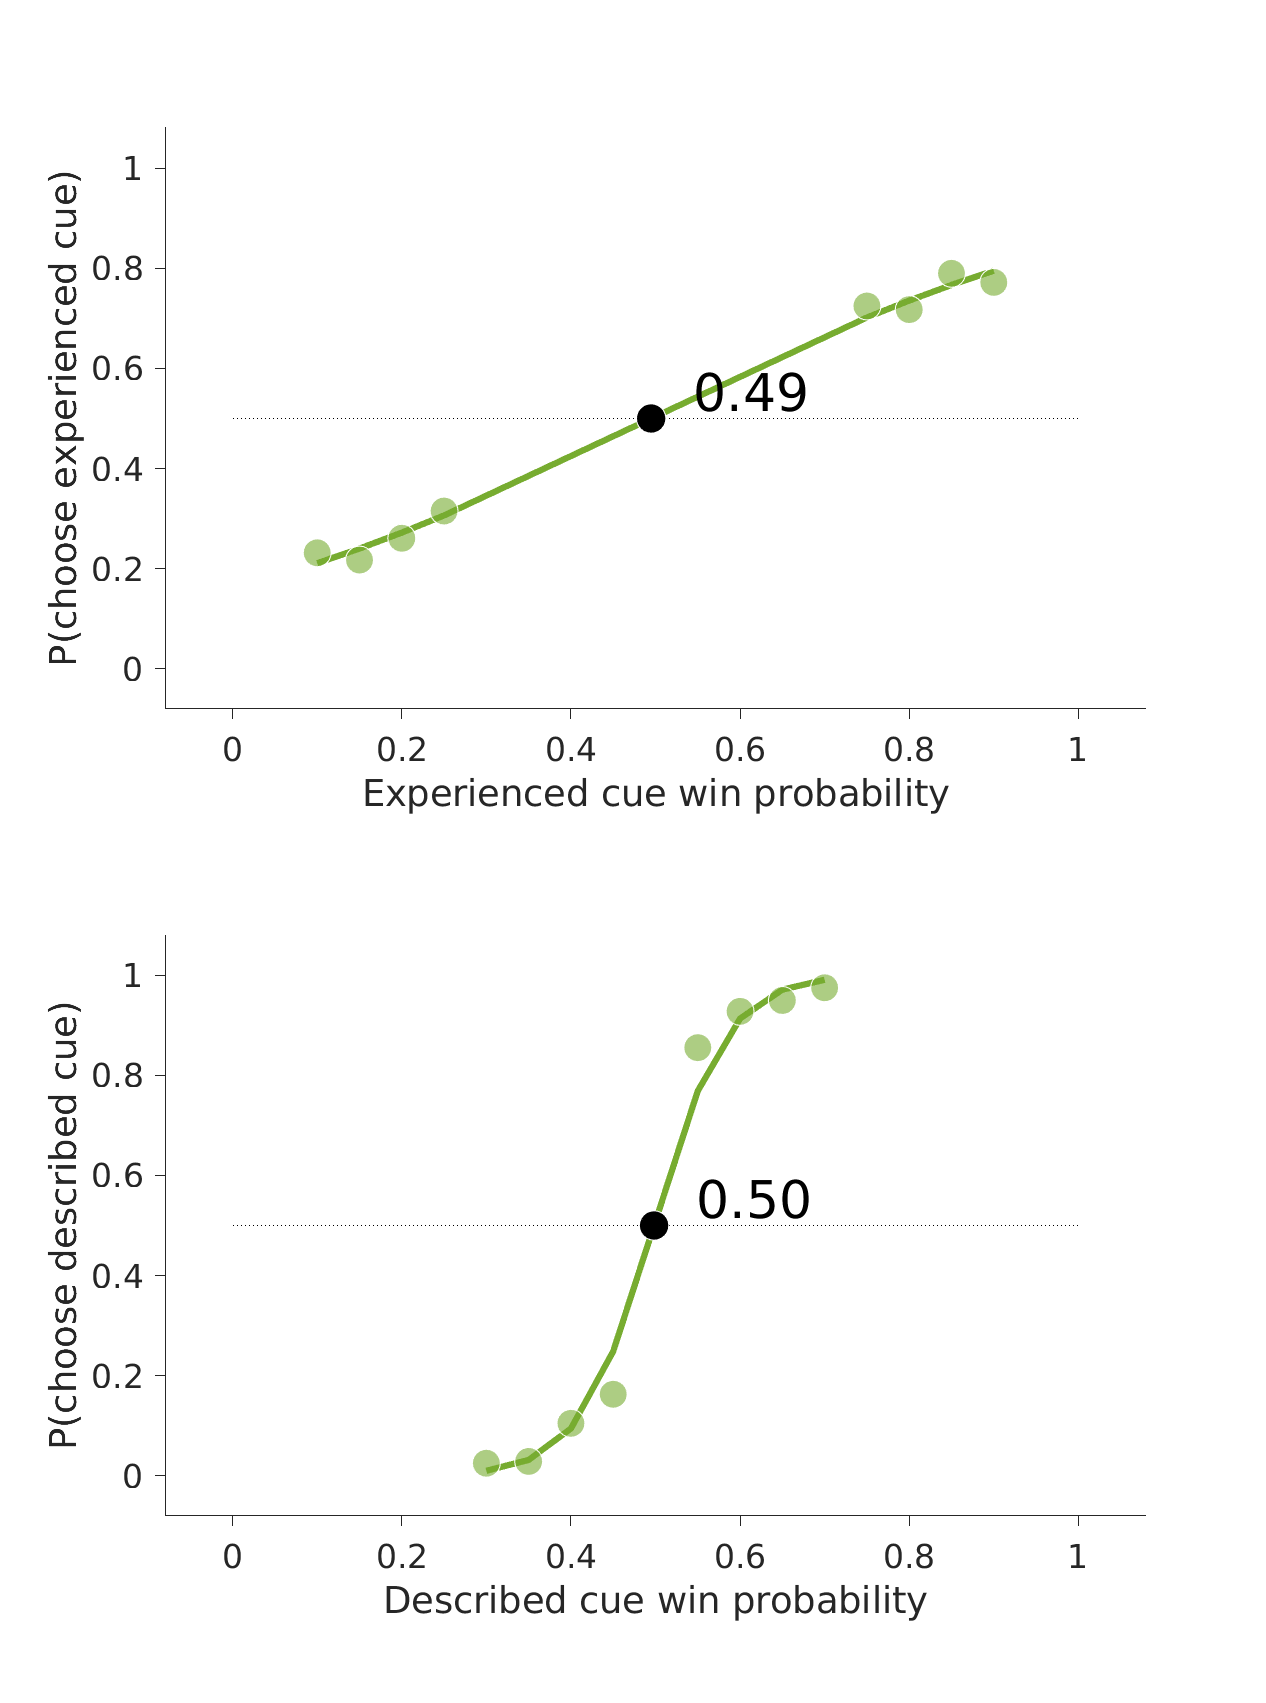 P(choose experienced cue)
1
0.8
0.6
0.4
0.2
0
0.49
0 0.2 0.4 0.6 0.8 1
Experienced cue win probability
P(choose described cue)
1
0.8
0.6
0.4
0.2
0
0.50
0 0.2 0.4 0.6 0.8 1
Described cue win probability